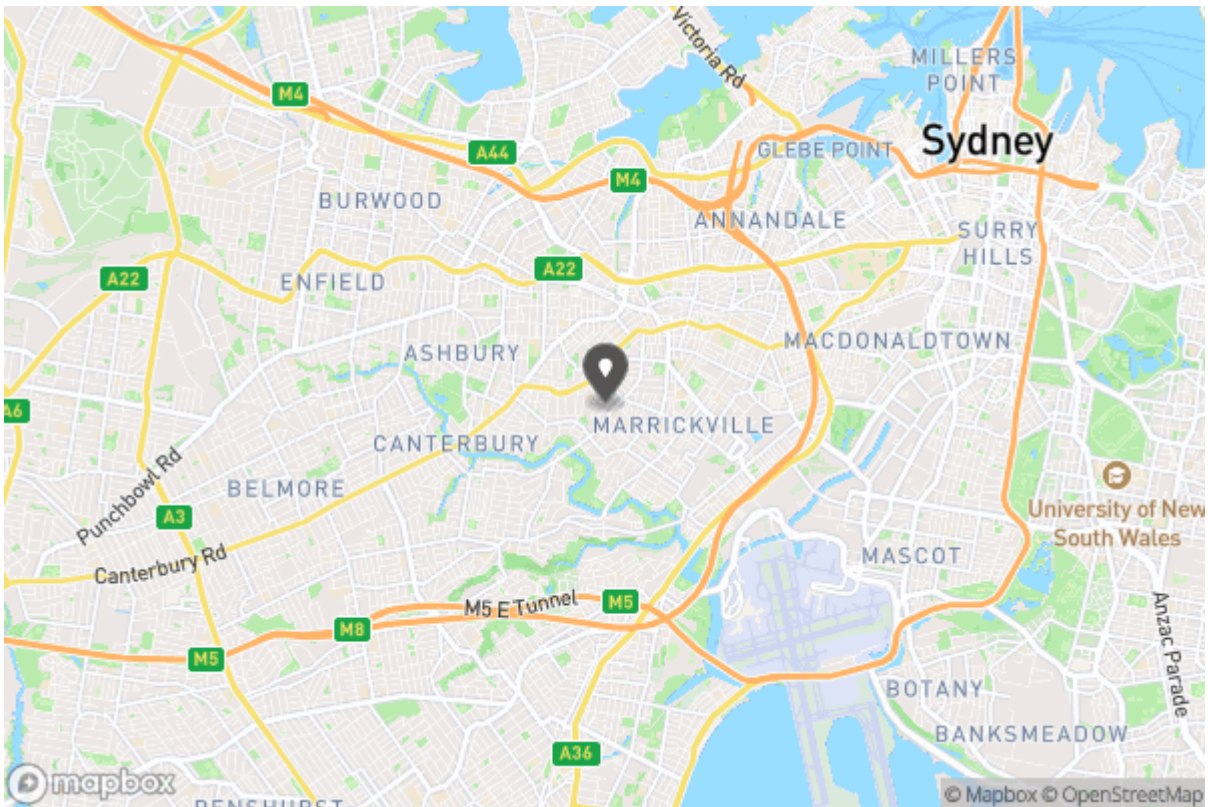 Victoria Rd
MILLERS
POINT
M4
Sydney
A44
GLEBE POINT
M4
BURWOOD
ANNANDALE
SURRY
HILLS
A22
A22
ENFIELD
MACDONALDTOWN
ASHBURY
A6
MARRICKVILLE
CANTERBURY
Punchbowl Rd
BELMORE
University of New
South Wales
A3
Canterbury Rd
MASCOT
M5 E Tunnel
M5
M8
M5
Anzac Parade
BOTANY
BANKSMEADOW
A36
mapbox
PENSHURST
© Mapbox © OpenStreetMap